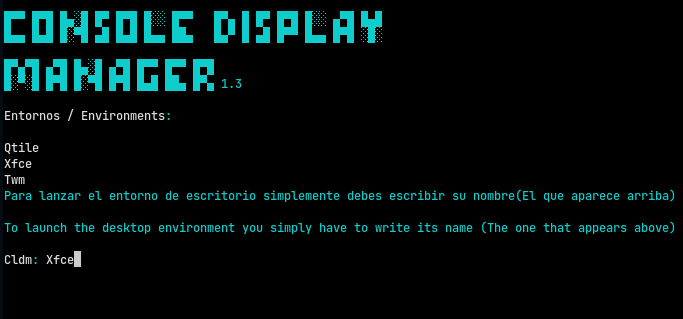 CONSOLE DISPLAY
MANAGER 1.3
Entornos / Environments:
Qtile
Xfce
Twm
Para lanzar el entorno de escritorio simplemente debes escribir su nombre(El que aparece arriba)
To launch the desktop environment you simply have to write its name (The one that appears above)
Cldm: Xfce